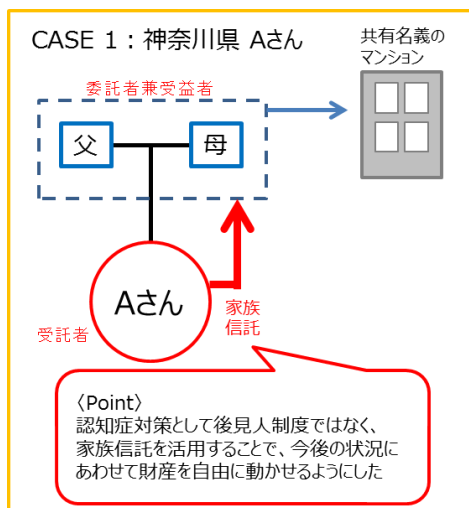 CASE 1：神奈川県 Aさん
共有名義の
マンション
委託者兼受益者
父
母
Aさん
受託者
家族
信託
〈Point〉
認知症対策として後見人制度ではなく、
家族信託を活用することで、今後の状況に
あわせて財産を自由に動かせるようにした